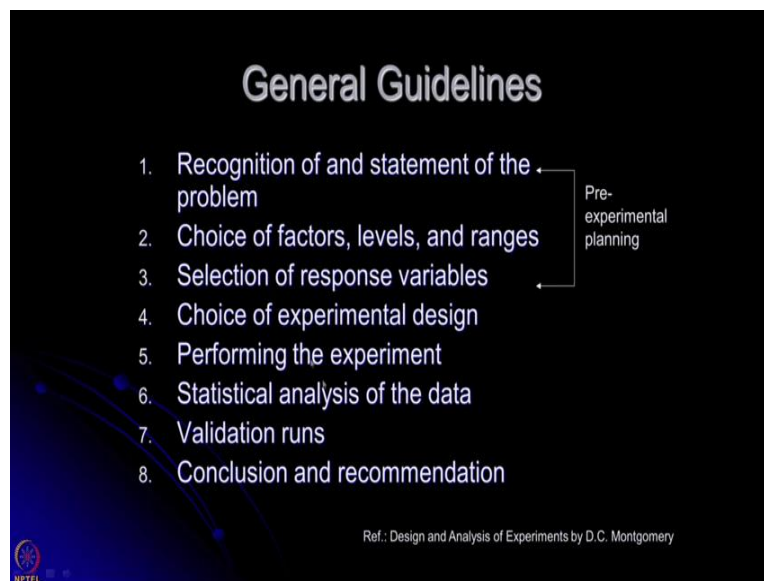 General Guidelines
1. Recognition of and statement of the
problem
Pre-
experimental
planning
2. Choice of factors, levels, and ranges
3. Selection of response variables
4. Choice of experimental design
5. Performing the experiment
6. Statistical analysis of the data
7. Validation runs
8. Conclusion and recommendation
Ref.: Design and Analysis of Experiments by D.C. Montgomery
NPTEL